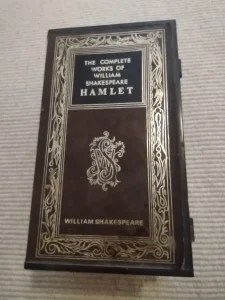 THE COMPLETE
WORKS OF
WILLIAM
SHAKESPEARE
HAMLET
WILLIAM SHAKESPEARE